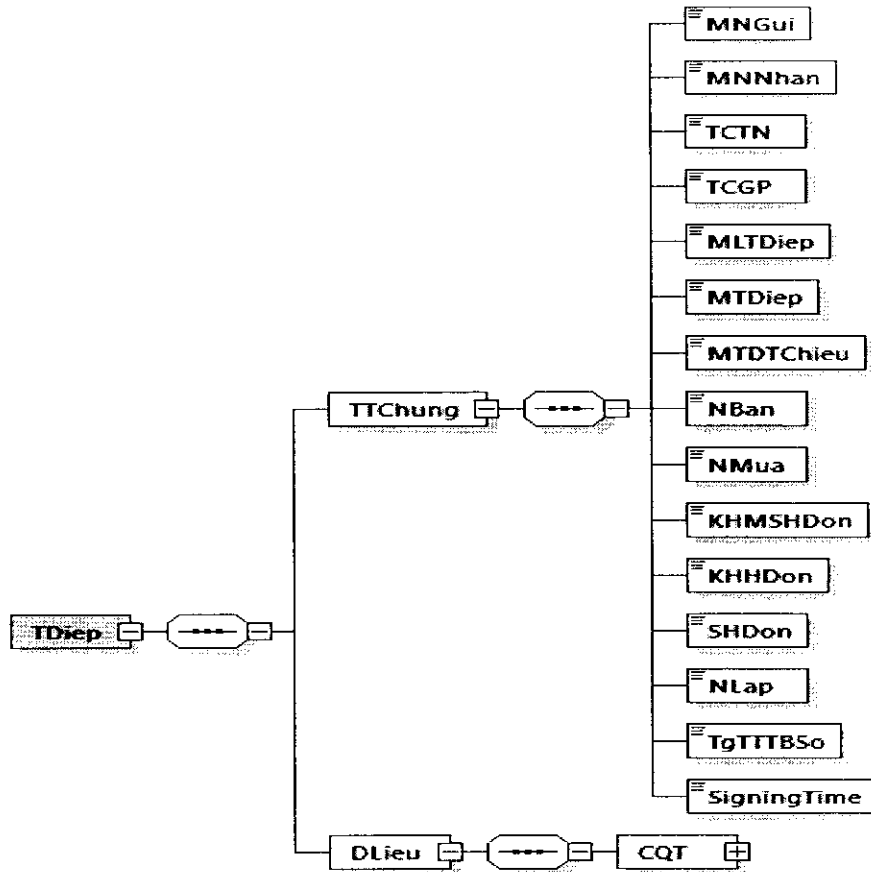 MNGui
MNNhan
TCTN
TCGP
MLTDiep
MTDiep
MTDTChieu
TTChung
NBan
NMua
KHMSHDon
KHHDon
TDiep
SHDon
NLap
TgTTTBSo
SigningTime
DLieu
CQT